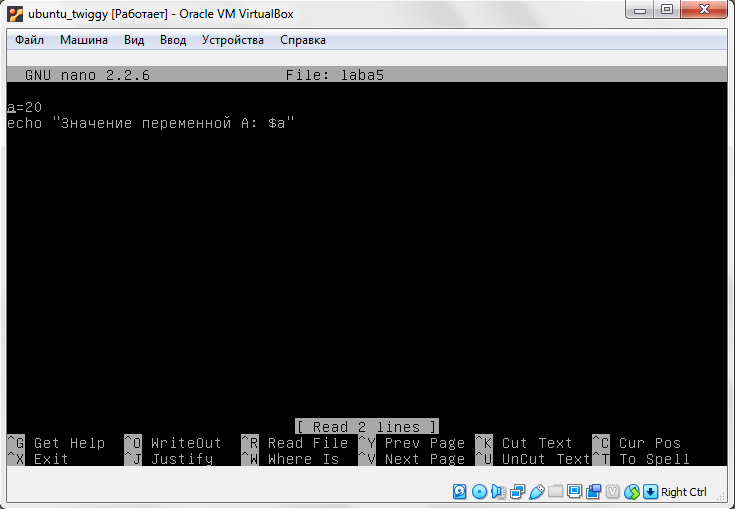 ubuntu_twiggy [Работает] - Oracle VM VirtualBox
Файл Машина Вид Ввод Устройства Справка
GNU nano 2.2.6 File: laba5
a=20
echo "Значение переменной A: $a"
[ Read 2 lines ]
^G Get Help ^O WriteOut ^R Read File ^Y Prev Page ^K Cut Text ^C Cur Pos
^X Exit ^J Justify ^W Where Is ^V Next Page ^U UnCut Text ^T To Spell
Right Ctrl